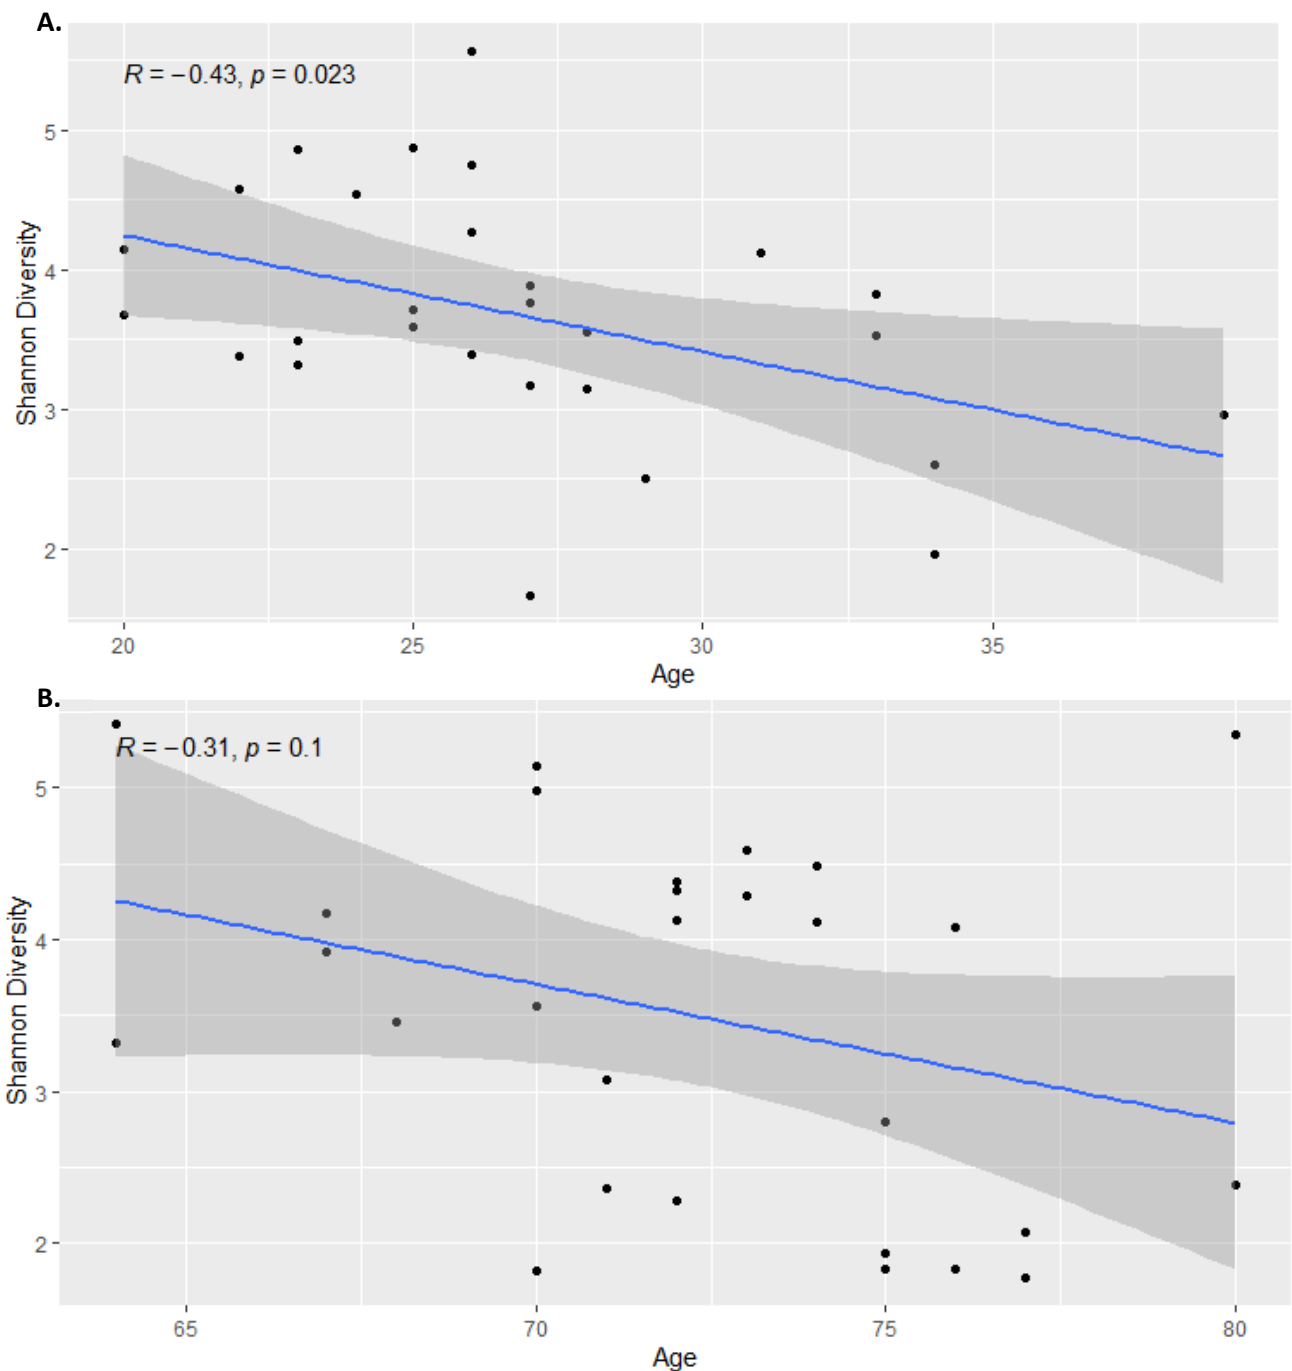 A.
R = −0.43, p = 0.023
5
4
3
2
Shannon Diversity
20 25 30 35
Age
B.
R = −0.31, p = 0.1
5
4
3
2
Shannon Diversity
65 70 75 80
Age